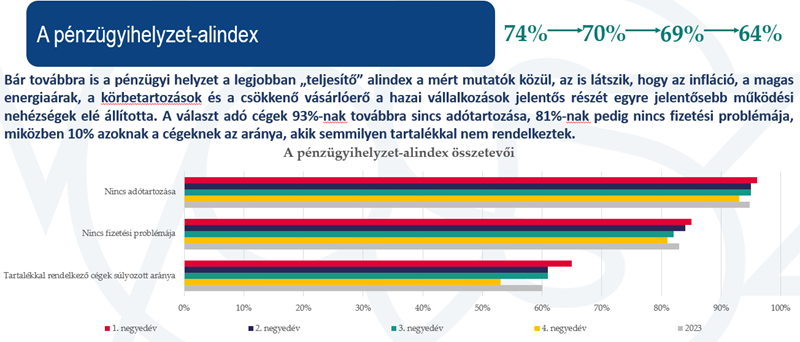 A pénzügyihelyzet-alindex
74% 70% 69% 64%
Bár továbbra is a pénzügyi helyzet a legjobban „teljesítő” alindex a mért mutatók közül, az is látszik, hogy az infláció, a magas
energiaárak, a körbetartozások és a csökkenő vásárlóerő a hazai vállalkozások jelentős részét egyre jelentősebb működési
nehézségek elé állította. A választ adó cégek 93%-nak továbbra sincs adótartozása, 81%-nak pedig nincs fizetési problémája,
miközben 10% azoknak a cégeknek az aránya, akik semmilyen tartalékkal nem rendelkeztek.
A pénzügyihelyzet-alindex összetevői
Nincs adótartozása
Nincs fizetési problémája
Tartalékkal rendelkező cégek súlyozott aránya
0% 10% 20% 30% 40% 50% 60% 70% 80% 90% 100%
1. negyedév 2. negyedév 3. negyedév 4. negyedév 2023